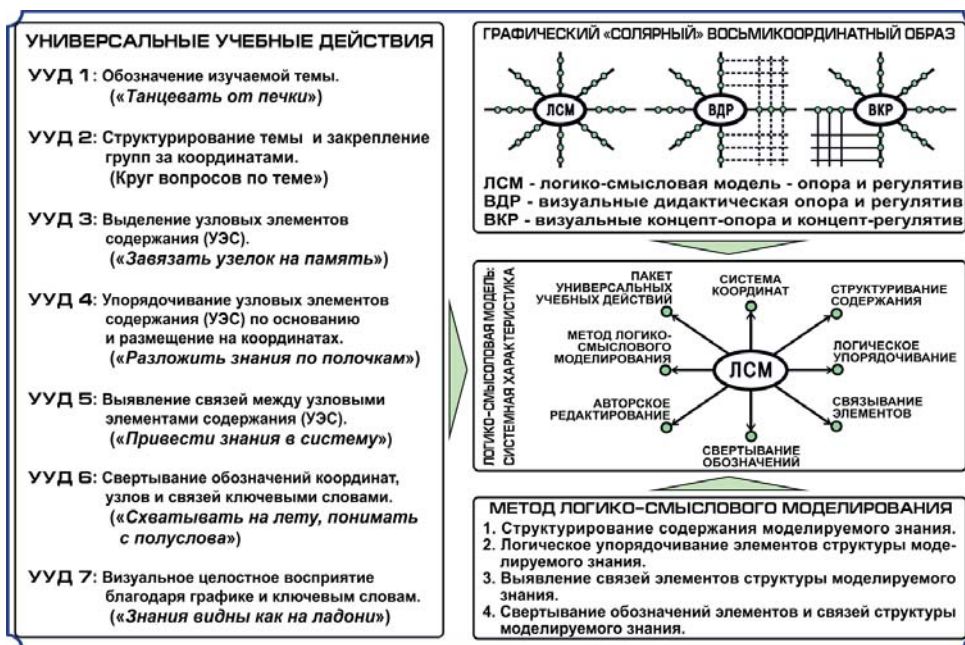 УНИВЕРСАЛЬНЫЕ УЧЕБНЫЕ ДЕЙСТВИЯ
УУД 1: Обозначение изучаемой темы.
(«Танцевать от печки»)
УУД 2: Структурирование темы и закрепление
групп за координатами.
(Круг вопросов по теме»)
УУД 3: Выделение узловых элементов
содержания (УЭС).
(«Завязать узелок на память»)
УУД 4: Упорядочивание узловых элементов
содержания (УЭС) по основанию
и размещение на координатах.
(«Разложить знания по полочкам»)
УУД 5: Выявление связей между узловыми
элементами содержания (УЭС).
(«Привести знания в систему»)
УУД 6: Свертывание обозначений координат,
узлов и связей ключевыми словами.
(«Схватывать на лету, понимать
с полуслова»)
УУД 7: Визуальное целостное восприятие
благодаря графике и ключевым словам.
(«Знания видны как на ладони»)
ГРАФИЧЕСКИЙ «СОЛЯРНЫЙ» ВОСЬМИКООРДИНАТНЫЙ ОБРАЗ
ЛСМ
ВДР
ВКР
ЛСМ - логико-смысловая модель - опора и регулятив
ВДР - визуальные дидактическая опора и регулятив
ВКР - визуальные концепт-опора и концепт-регулятив
ЛОГИКО-СМЫСЛОВАЯ МОДЕЛЬ:
СИСТЕМНАЯ ХАРАКТЕРИСТИКА
ПАКЕТ
УНИВЕРСАЛЬНЫХ
УЧЕБНЫХ ДЕЙСТВИЙ
СИСТЕМА
КООРДИНАТ
СТРУКТУРИВАНИЕ
СОДЕРЖАНИЯ
МЕТОД ЛОГИКО-
СМЫСЛОВОГО
МОДЕЛИРОВАНИЯ
ЛСМ
ЛОГИЧЕСКОЕ
УПОРЯДОЧИВАНИЕ
АВТОРСКОЕ
РЕДАКТИРОВАНИЕ
СВЯЗЫВАНИЕ
ЭЛЕМЕНТОВ
СВЕРТЫВАНИЕ
ОБОЗНАЧЕНИЙ
МЕТОД ЛОГИКО-СМЫСЛОВОГО МОДЕЛИРОВАНИЯ
1. Структурирование содержания моделируемого знания.
2. Логическое упорядочивание элементов структуры моде-
лируемого знания.
3. Выявление связей элементов структуры моделируемого
знания.
4. Свертывание обозначений элементов и связей структуры
моделируемого знания.